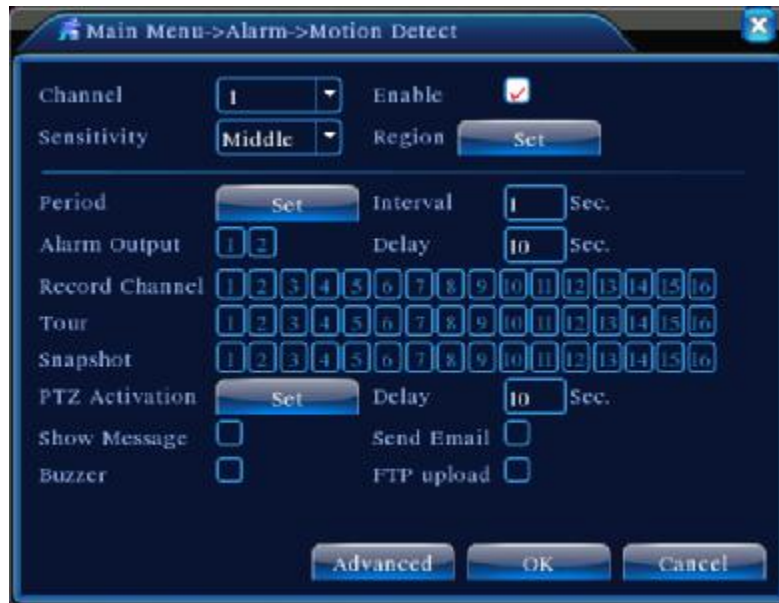 Main Menu->Alarm->Motion Detect
Channel 1 Enable
Sensitivity Middle Region Set
Period Set Interval 1 Sec.
Alarm Output 1 2 Delay 10 Sec.
Record Channel 1 2 3 4 5 6 7 8 9 10 11 12 13 14 15 16
Tour 1 2 3 4 5 6 7 8 9 10 11 12 13 14 15 16
Snapshot 1 2 3 4 5 6 7 8 9 10 11 12 13 14 15 16
PTZ Activation Set Delay 10 Sec.
Show Message Send Email
Buzzer FTP upload
Advanced OK Cancel